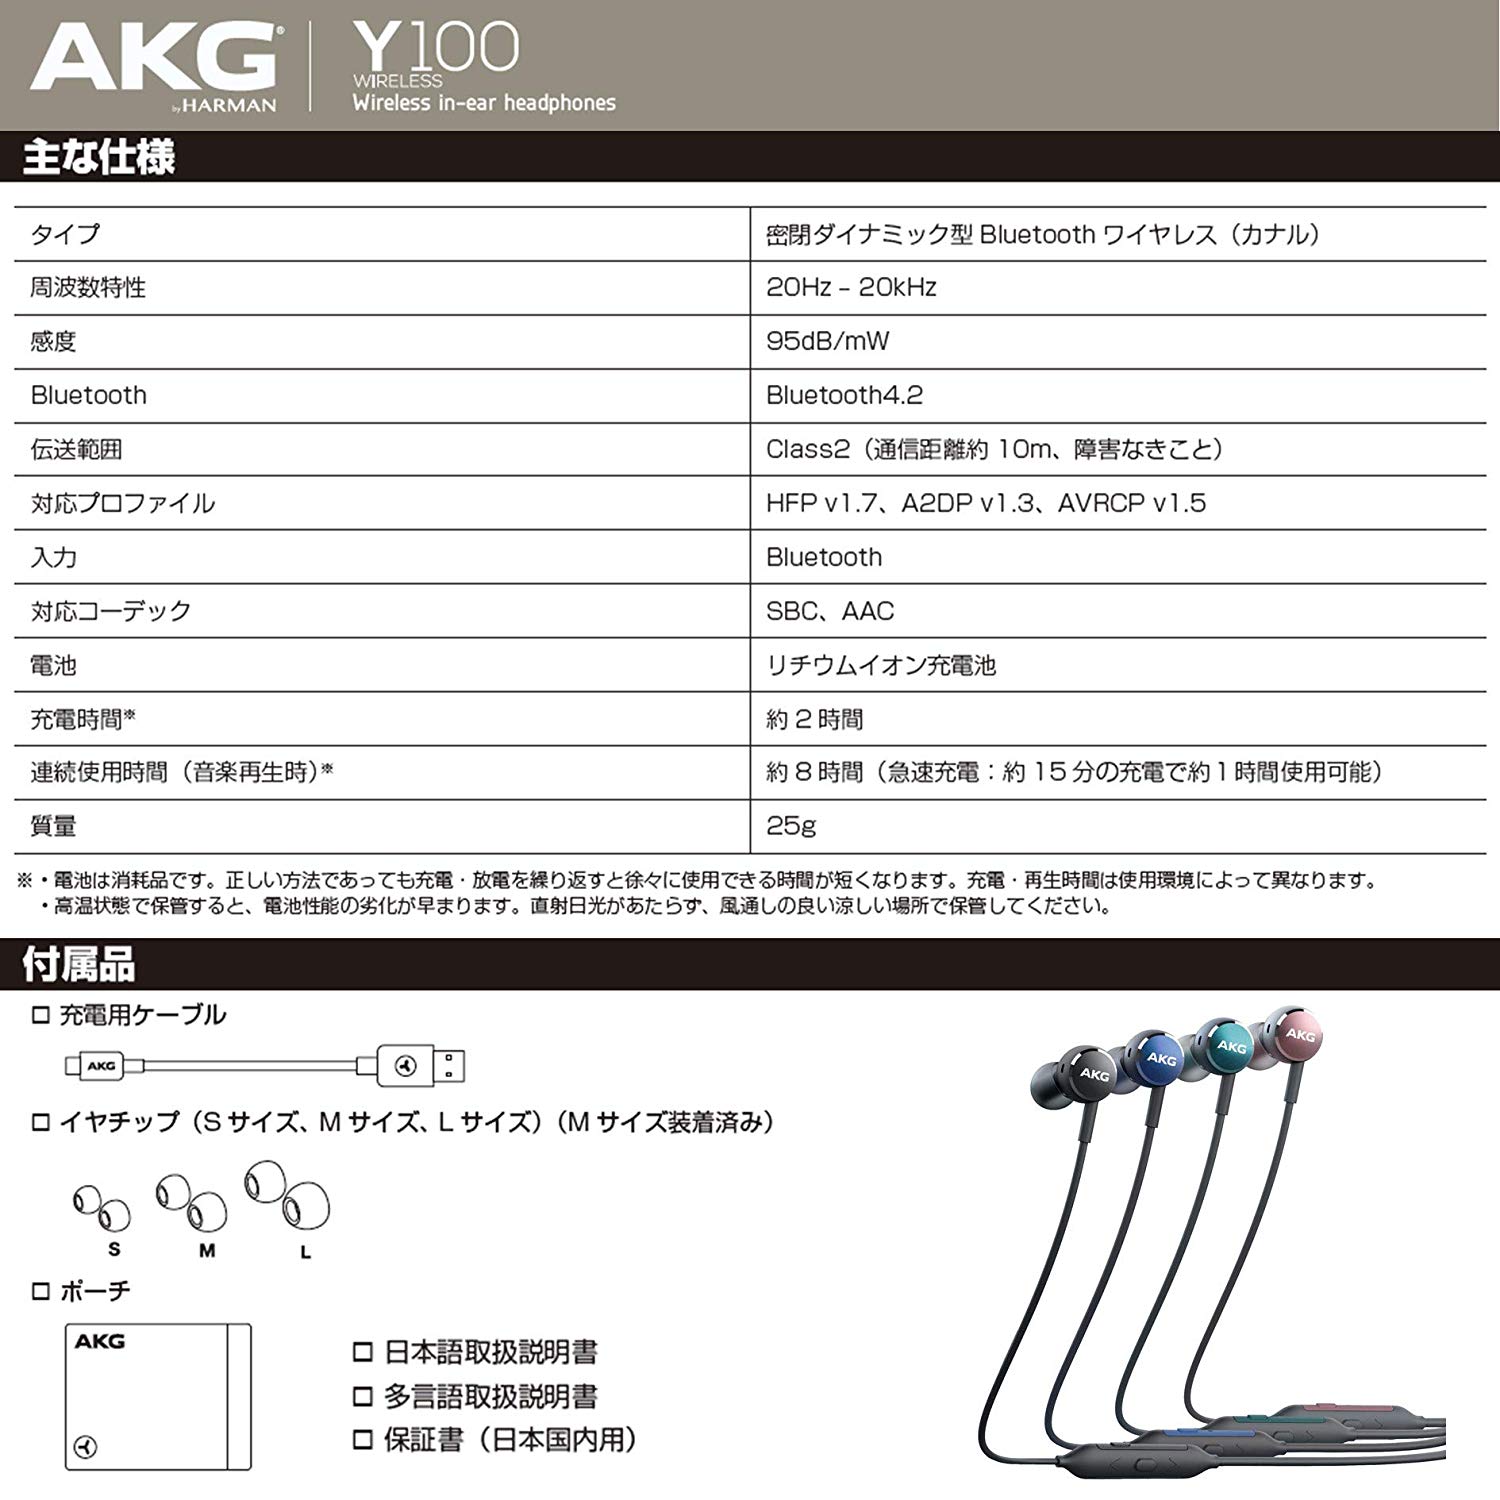 AKG®
by HARMAN
Y100
WIRELESS
Wireless in-ear headphones
主な仕様
タイプ 密閉ダイナミック型 Bluetooth ワイヤレス（カナル）
周波数特性 20Hz – 20kHz
感度 95dB/mW
Bluetooth Bluetooth4.2
伝送範囲 Class2（通信距離約 10m、障害なきこと）
対応プロファイル HFP v1.7、A2DP v1.3、AVRCP v1.5
入力 Bluetooth
対応コーデック SBC、AAC
電池 リチウムイオン充電池
充電時間※ 約 2 時間
連続使用時間（音楽再生時）※ 約 8 時間（急速充電：約 15 分の充電で約 1 時間使用可能）
質量 25g
※・電池は消耗品です。正しい方法であっても充電・放電を繰り返すと徐々に使用できる時間が短くなります。充電・再生時間は使用環境によって異なります。
・高温状態で保管すると、電池性能の劣化が早まります。直射日光があたらず、風通しの良い涼しい場所で保管してください。
付属品
□ 充電用ケーブル
AKG
□ イヤチップ（S サイズ、M サイズ、L サイズ）（M サイズ装着済み）
S M L
□ ポーチ
AKG
□ 日本語取扱説明書
□ 多言語取扱説明書
□ 保証書（日本国内用）
AKG
AKG
AKG
AKG